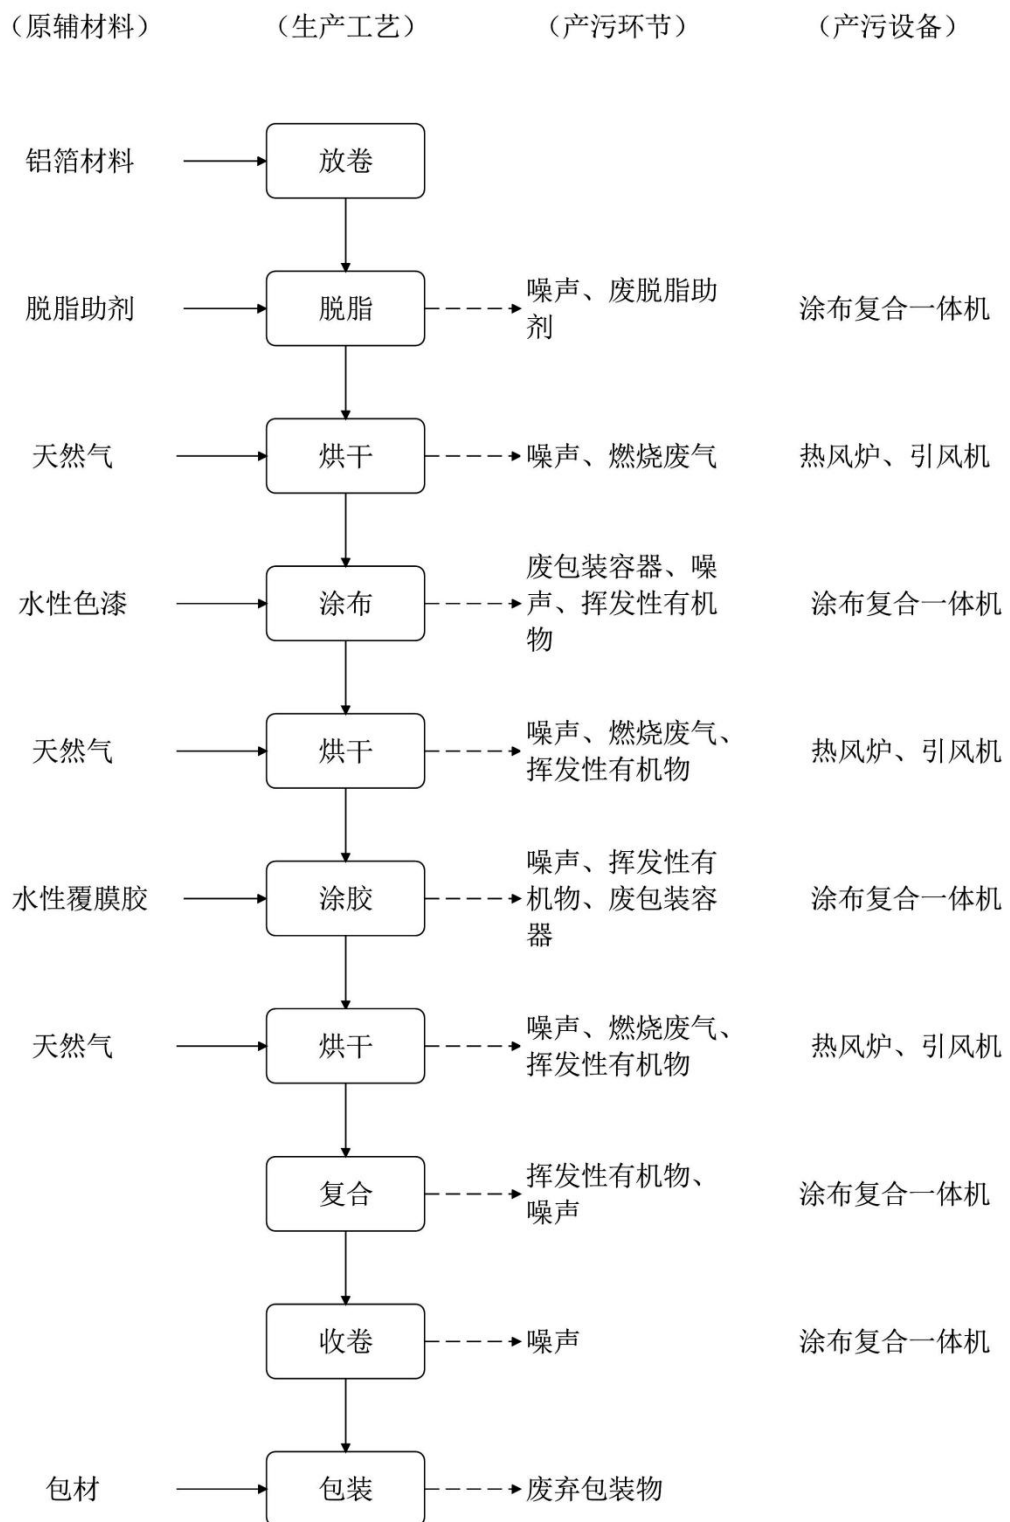 （原辅材料） （生产工艺） （产污环节） （产污设备）
铝箔材料 放卷
脱脂助剂 脱脂 噪声、废脱脂助
剂 涂布复合一体机
天然气 烘干 噪声、燃烧废气 热风炉、引风机
水性色漆 涂布 废包装容器、噪
声、挥发性有机
物 涂布复合一体机
天然气 烘干 噪声、燃烧废气、
挥发性有机物 热风炉、引风机
水性覆膜胶 涂胶 噪声、挥发性有
机物、废包装容
器 涂布复合一体机
天然气 烘干 噪声、燃烧废气、
挥发性有机物 热风炉、引风机
复合 挥发性有机物、
噪声 涂布复合一体机
收卷 噪声 涂布复合一体机
包材 包装 废弃包装物